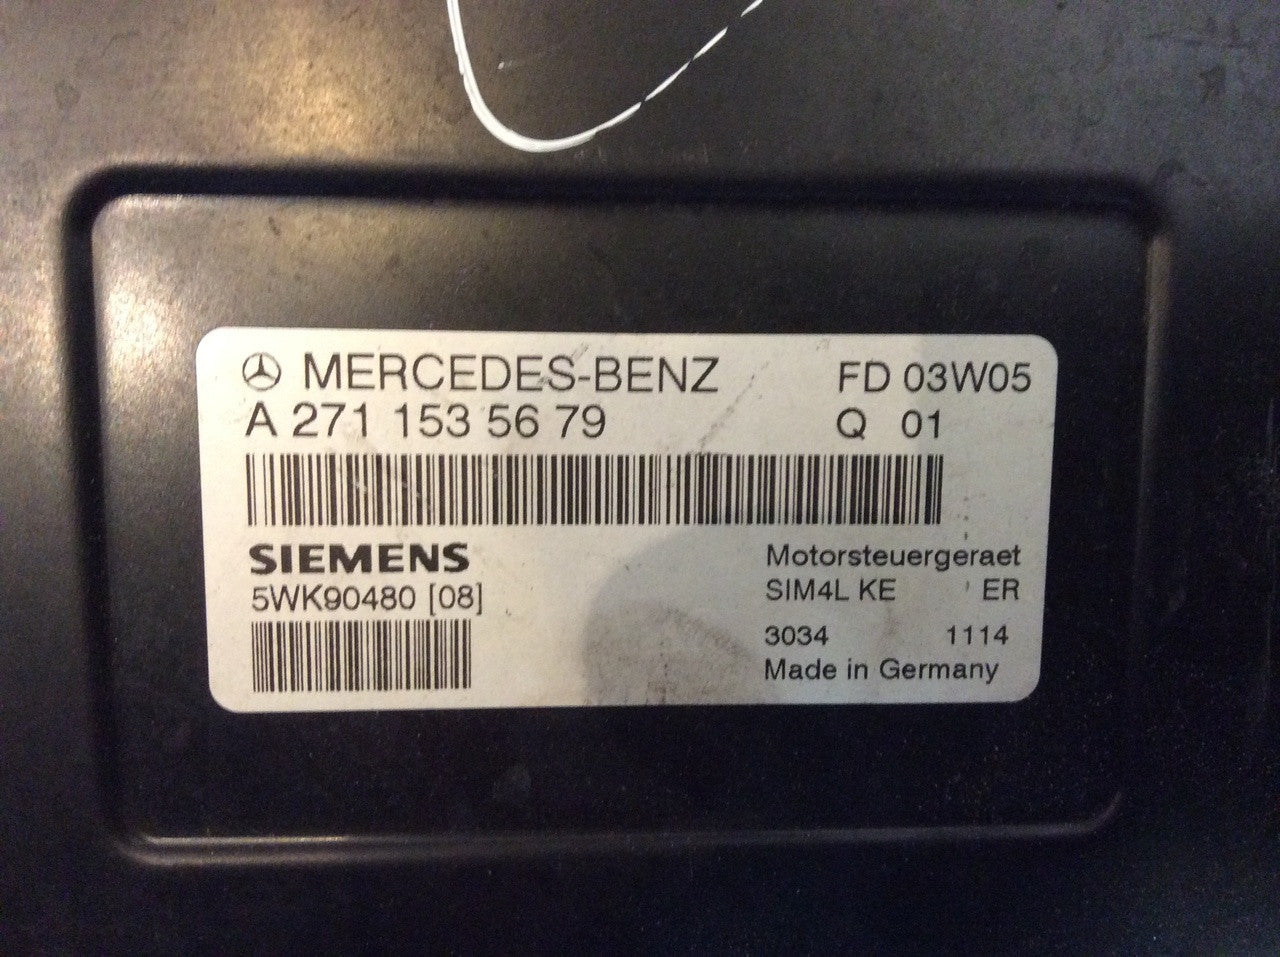 MERCEDES-BENZ FD 03W05
A 271 153 56 79 Q 01
SIEMENS
5WK90480 [08]
Motorsteuergeraet
SIM4L KE ER
3034 1114
Made in Germany